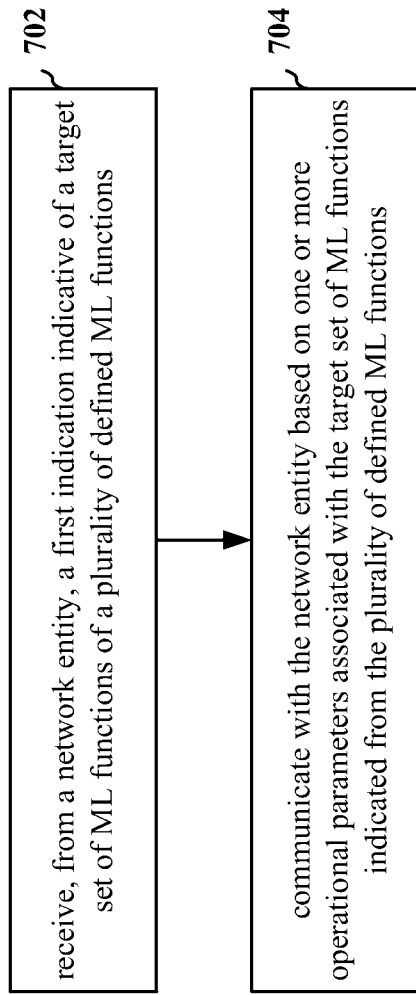 702
receive, from a network entity, a first indication indicative of a target
set of ML functions of a plurality of defined ML functions
704
communicate with the network entity based on one or more
operational parameters associated with the target set of ML functions
indicated from the plurality of defined ML functions